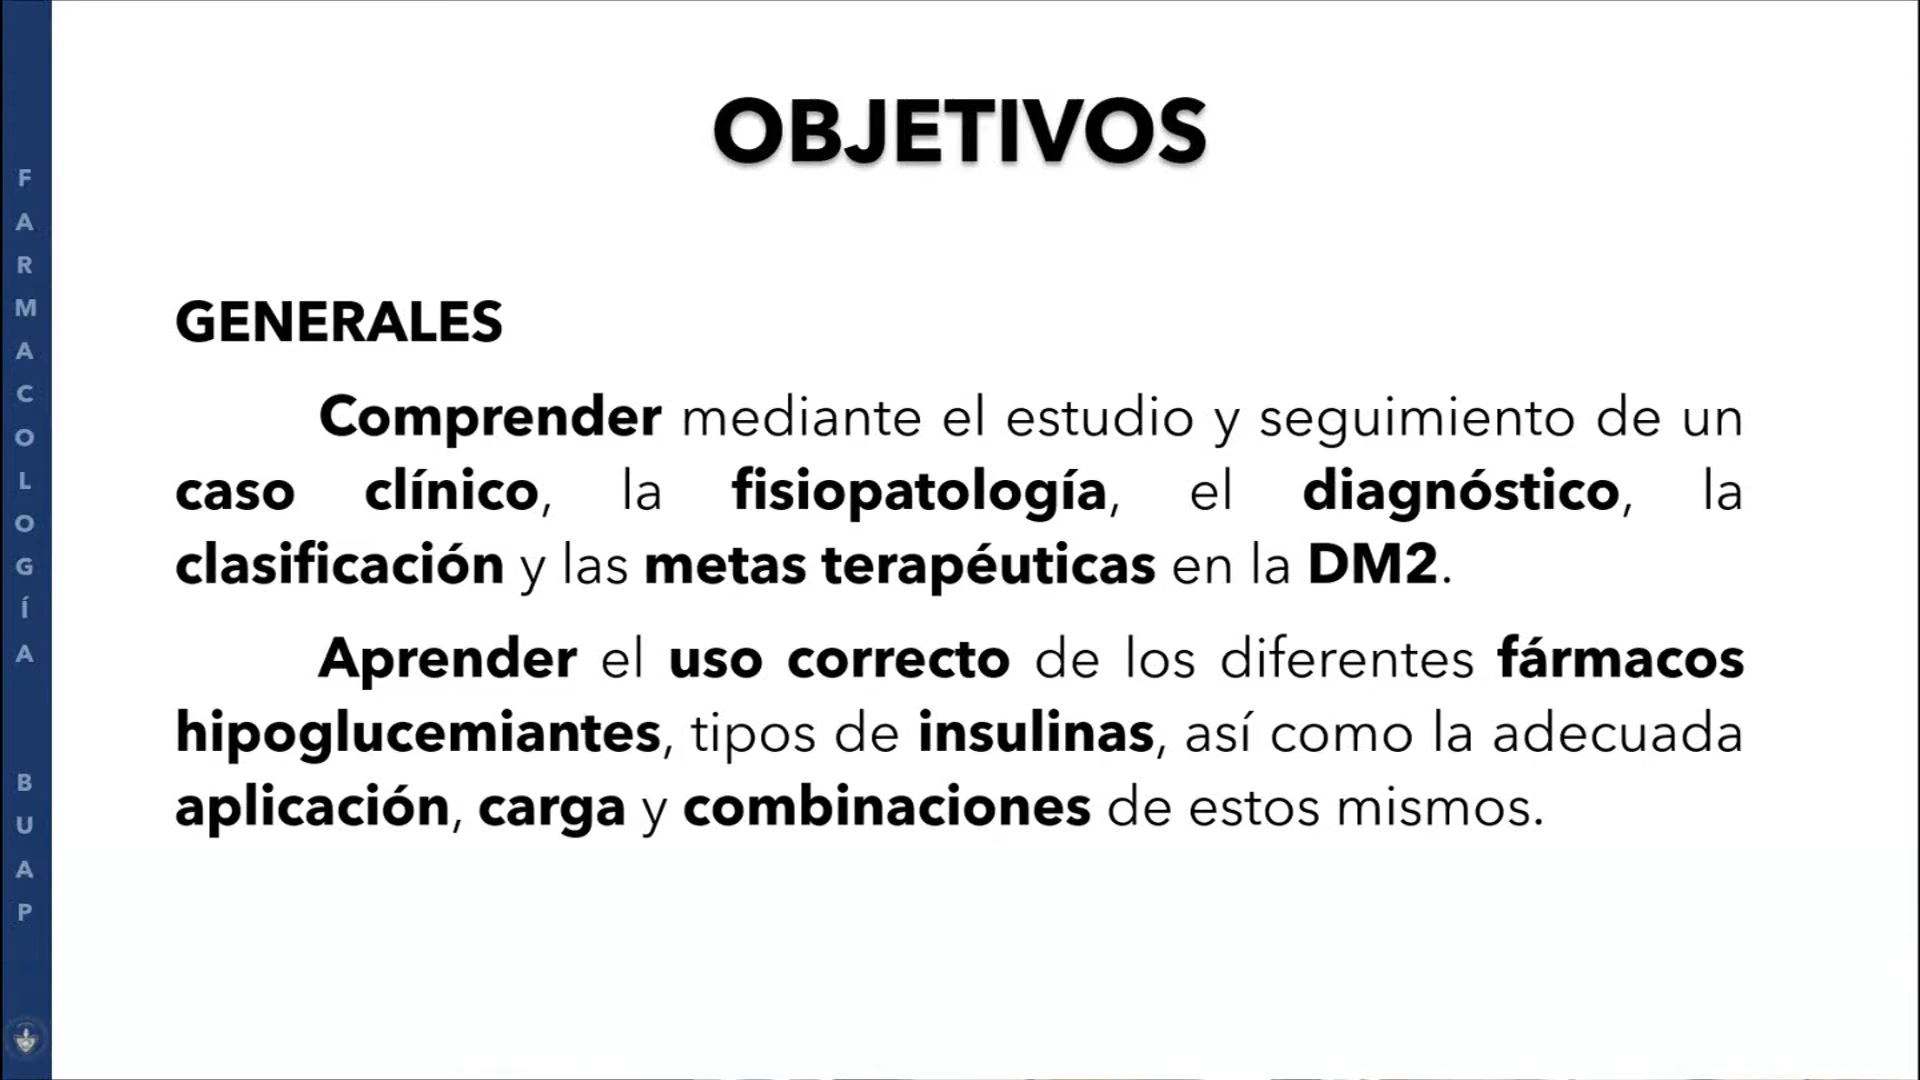 OBJETIVOS
GENERALES
Comprender mediante el estudio y seguimiento de un
caso clínico, la fisiopatología, el diagnóstico, la
clasificación y las metas terapéuticas en la DM2.
Aprender el uso correcto de los diferentes fármacos
hipoglucemiantes, tipos de insulinas, así como la adecuada
aplicación, carga y combinaciones de estos mismos.
FARMACOLOGÍA BUAP